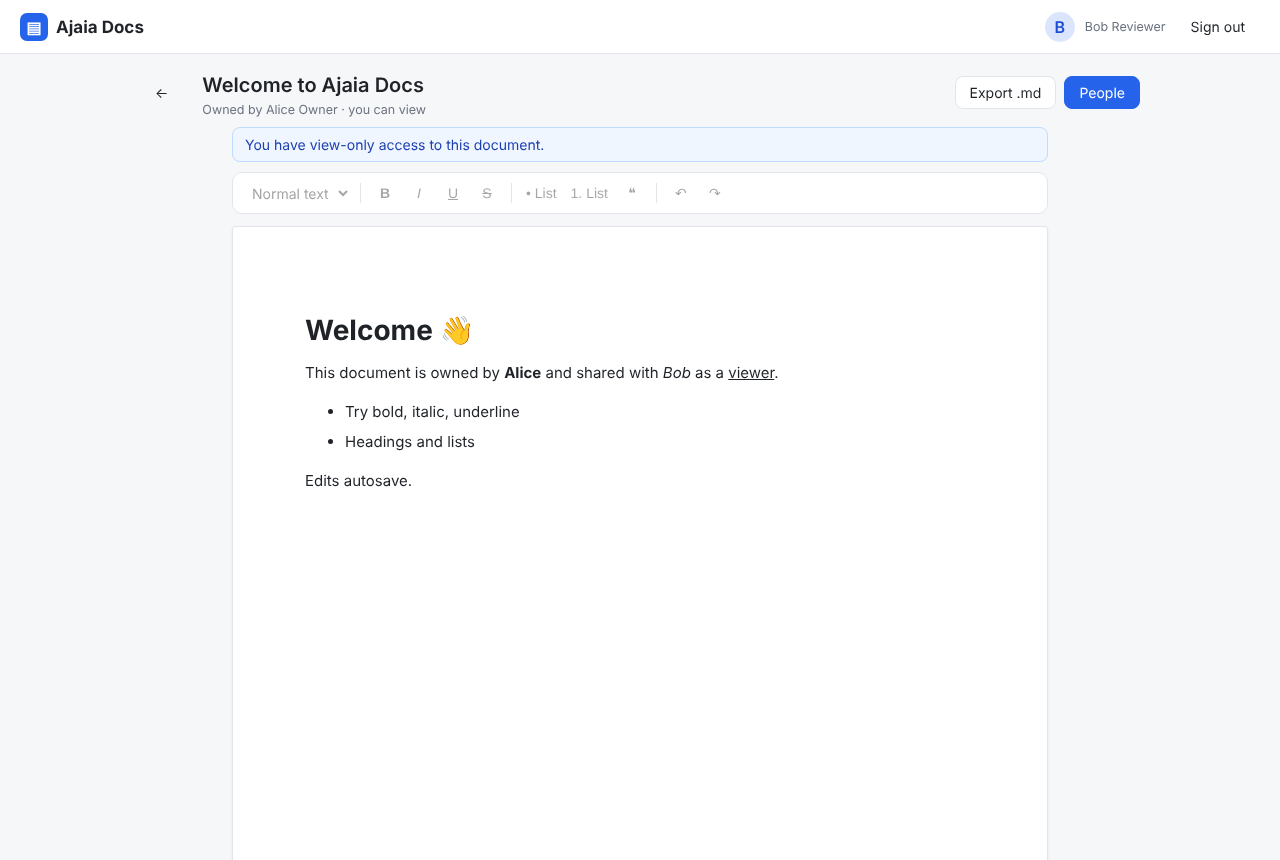 Ajaia Docs
B Bob Reviewer Sign out
← Welcome to Ajaia Docs
Owned by Alice Owner · you can view
Export .md People
You have view-only access to this document.
Normal text B I U S • List 1. List ❝ ↶ ↷
Welcome 👋
This document is owned by Alice and shared with Bob as a viewer.
• Try bold, italic, underline
• Headings and lists
Edits autosave.